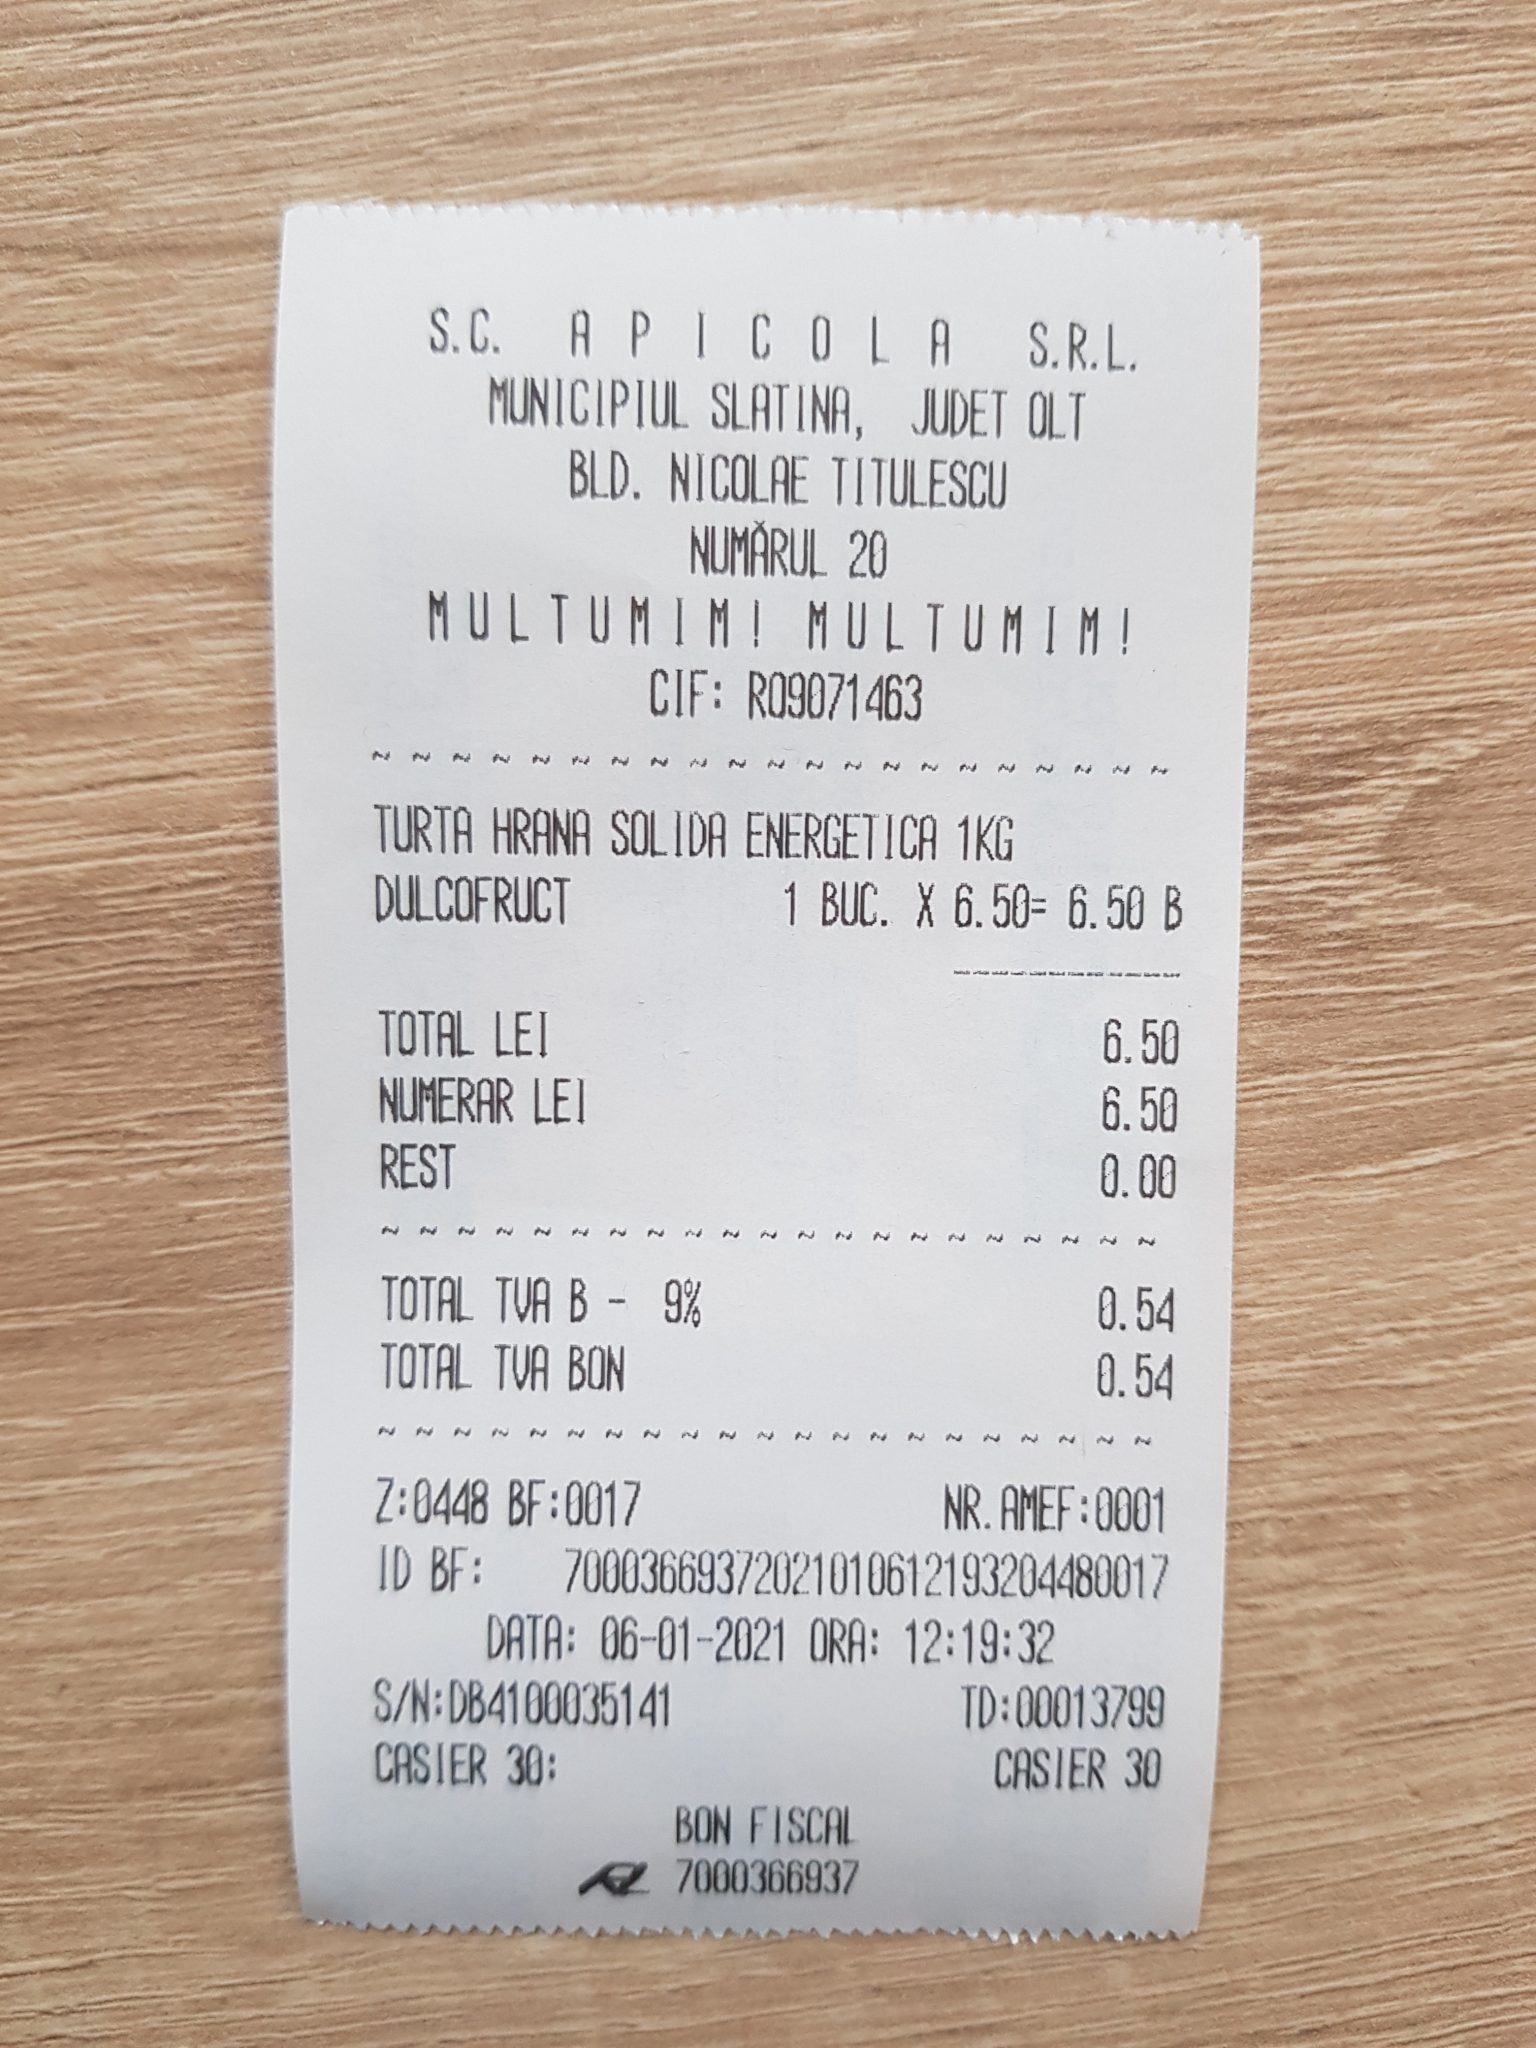 S.C. A P I C O L A S.R.L.
MUNICIPIUL SLATINA, JUDET OLT
BLD. NICOLAE TITULESCU
NUMĂRUL 20
M U L T U M I M ! M U L T U M I M !
CIF: RO9071463
~ ~ ~ ~ ~ ~ ~ ~ ~ ~ ~ ~ ~ ~ ~ ~ ~ ~ ~ ~ ~
TURTA HRANA SOLIDA ENERGETICA 1KG
DULCOFRUCT 1 BUC. X 6.50= 6.50 B
TOTAL LEI 6.50
NUMERAR LEI 6.50
REST 0.00
~ ~ ~ ~ ~ ~ ~ ~ ~ ~ ~ ~ ~ ~ ~ ~ ~ ~ ~ ~ ~
TOTAL TVA B - 9% 0.54
TOTAL TVA BON 0.54
~ ~ ~ ~ ~ ~ ~ ~ ~ ~ ~ ~ ~ ~ ~ ~ ~ ~ ~ ~ ~
Z:0448 BF:0017 NR.AMEF:0001
ID BF: 70003669372021010612193204480017
DATA: 06-01-2021 ORA: 12:19:32
S/N:DB4100035141 TD:00013799
CASIER 30: CASIER 30
BON FISCAL
7000366937